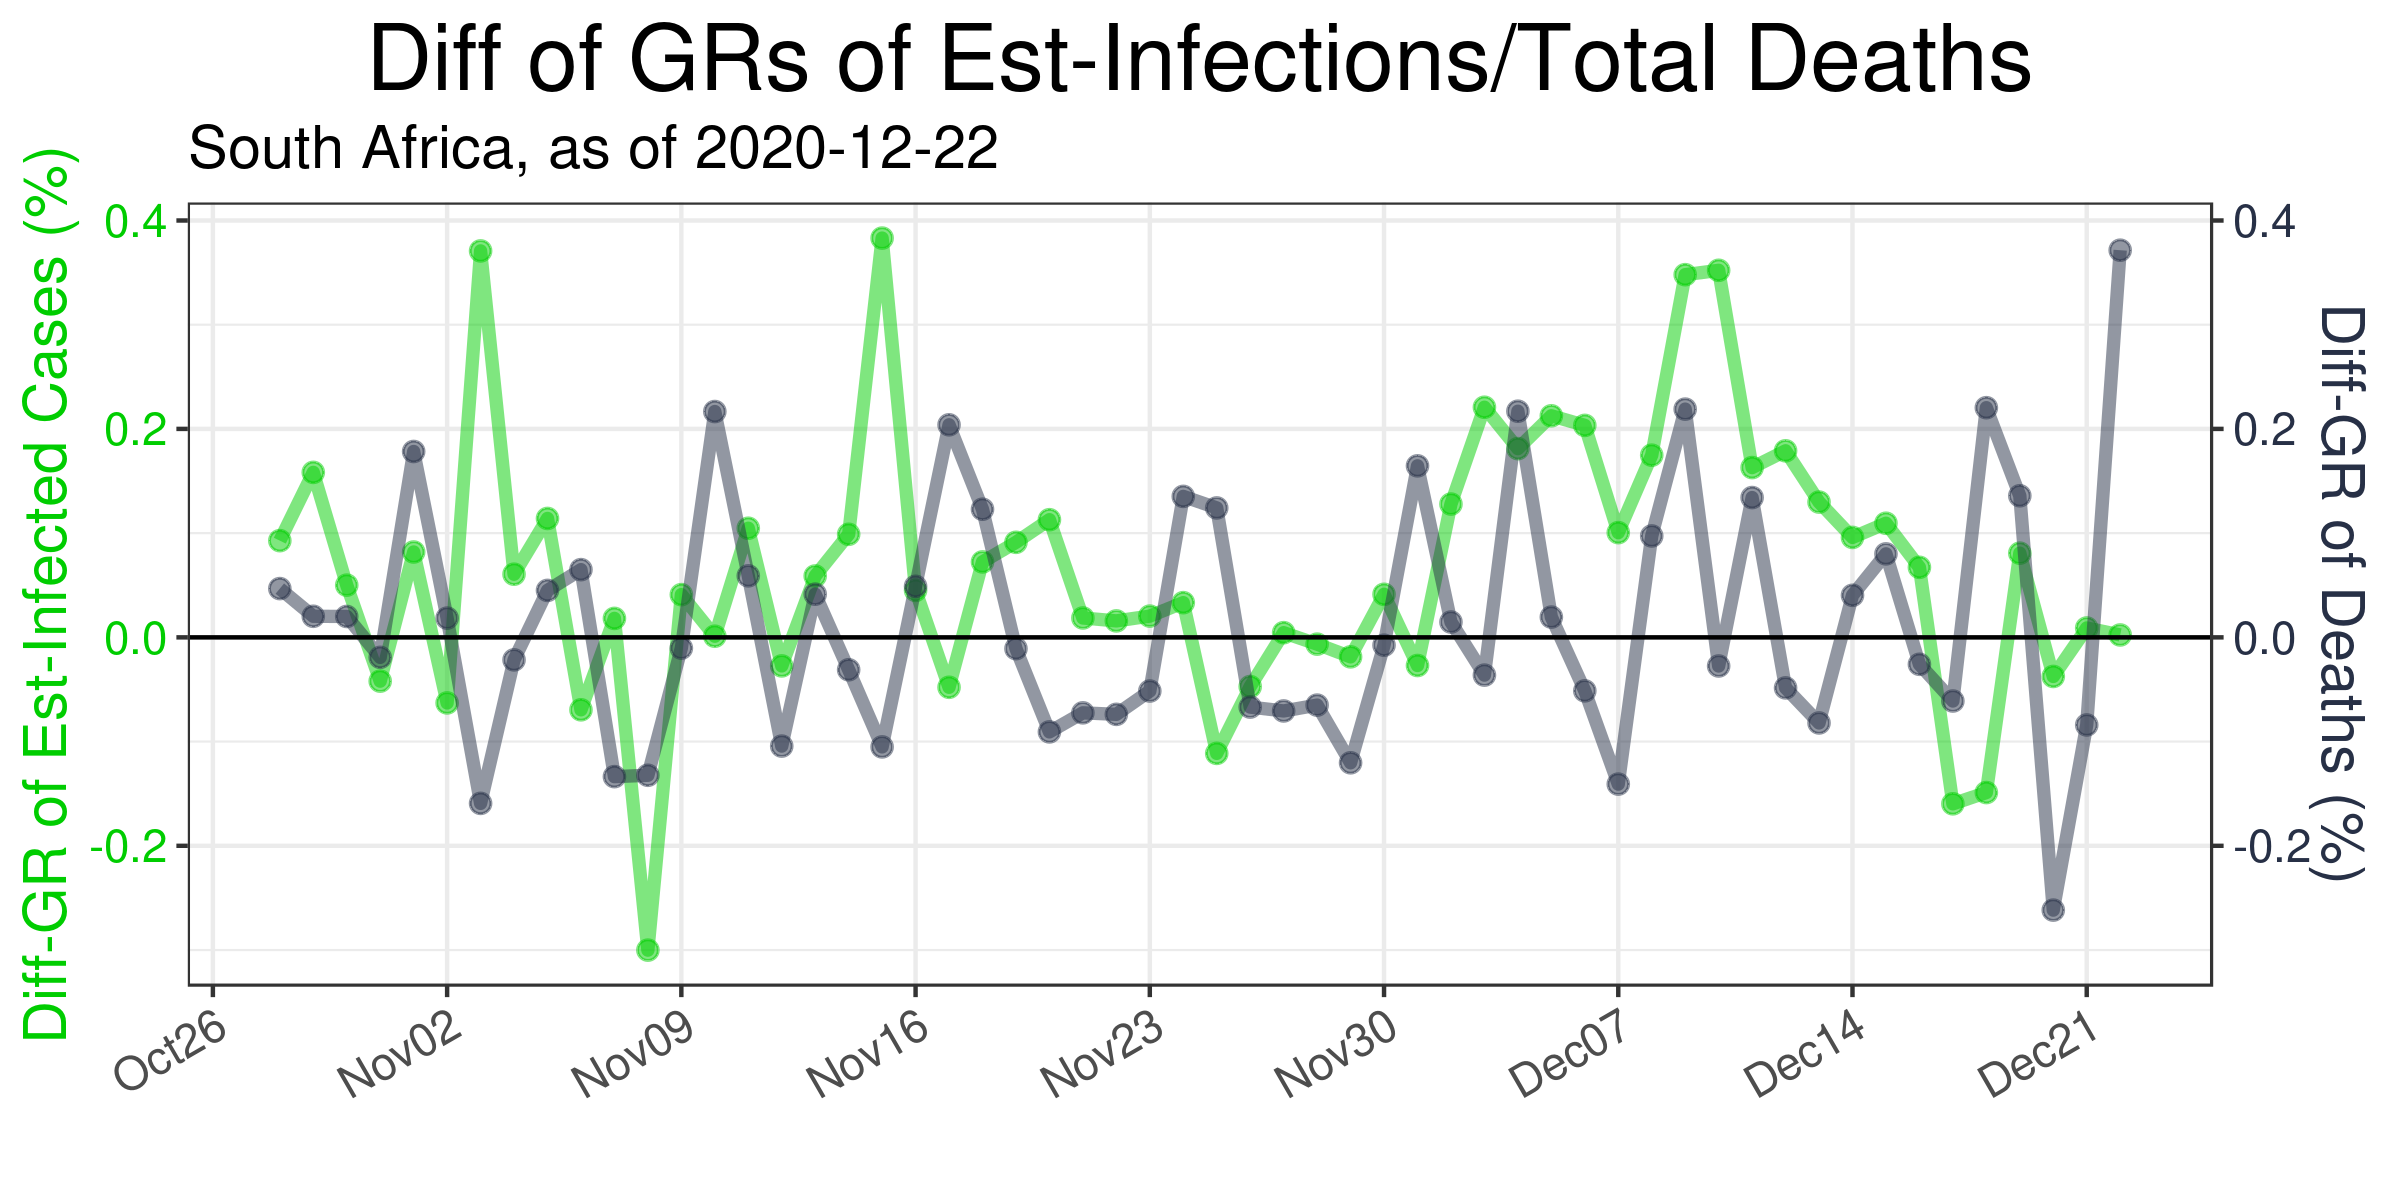 Diff of GRs of Est-Infections/Total Deaths
South Africa, as of 2020-12-22
Diff-GR of Est-Infected Cases (%)
0.4
0.2
0.0
-0.2
0.4
0.2
0.0
-0.2
Diff-GR of Deaths (%)
Oct26
Nov02
Nov09
Nov16
Nov23
Nov30
Dec07
Dec14
Dec21